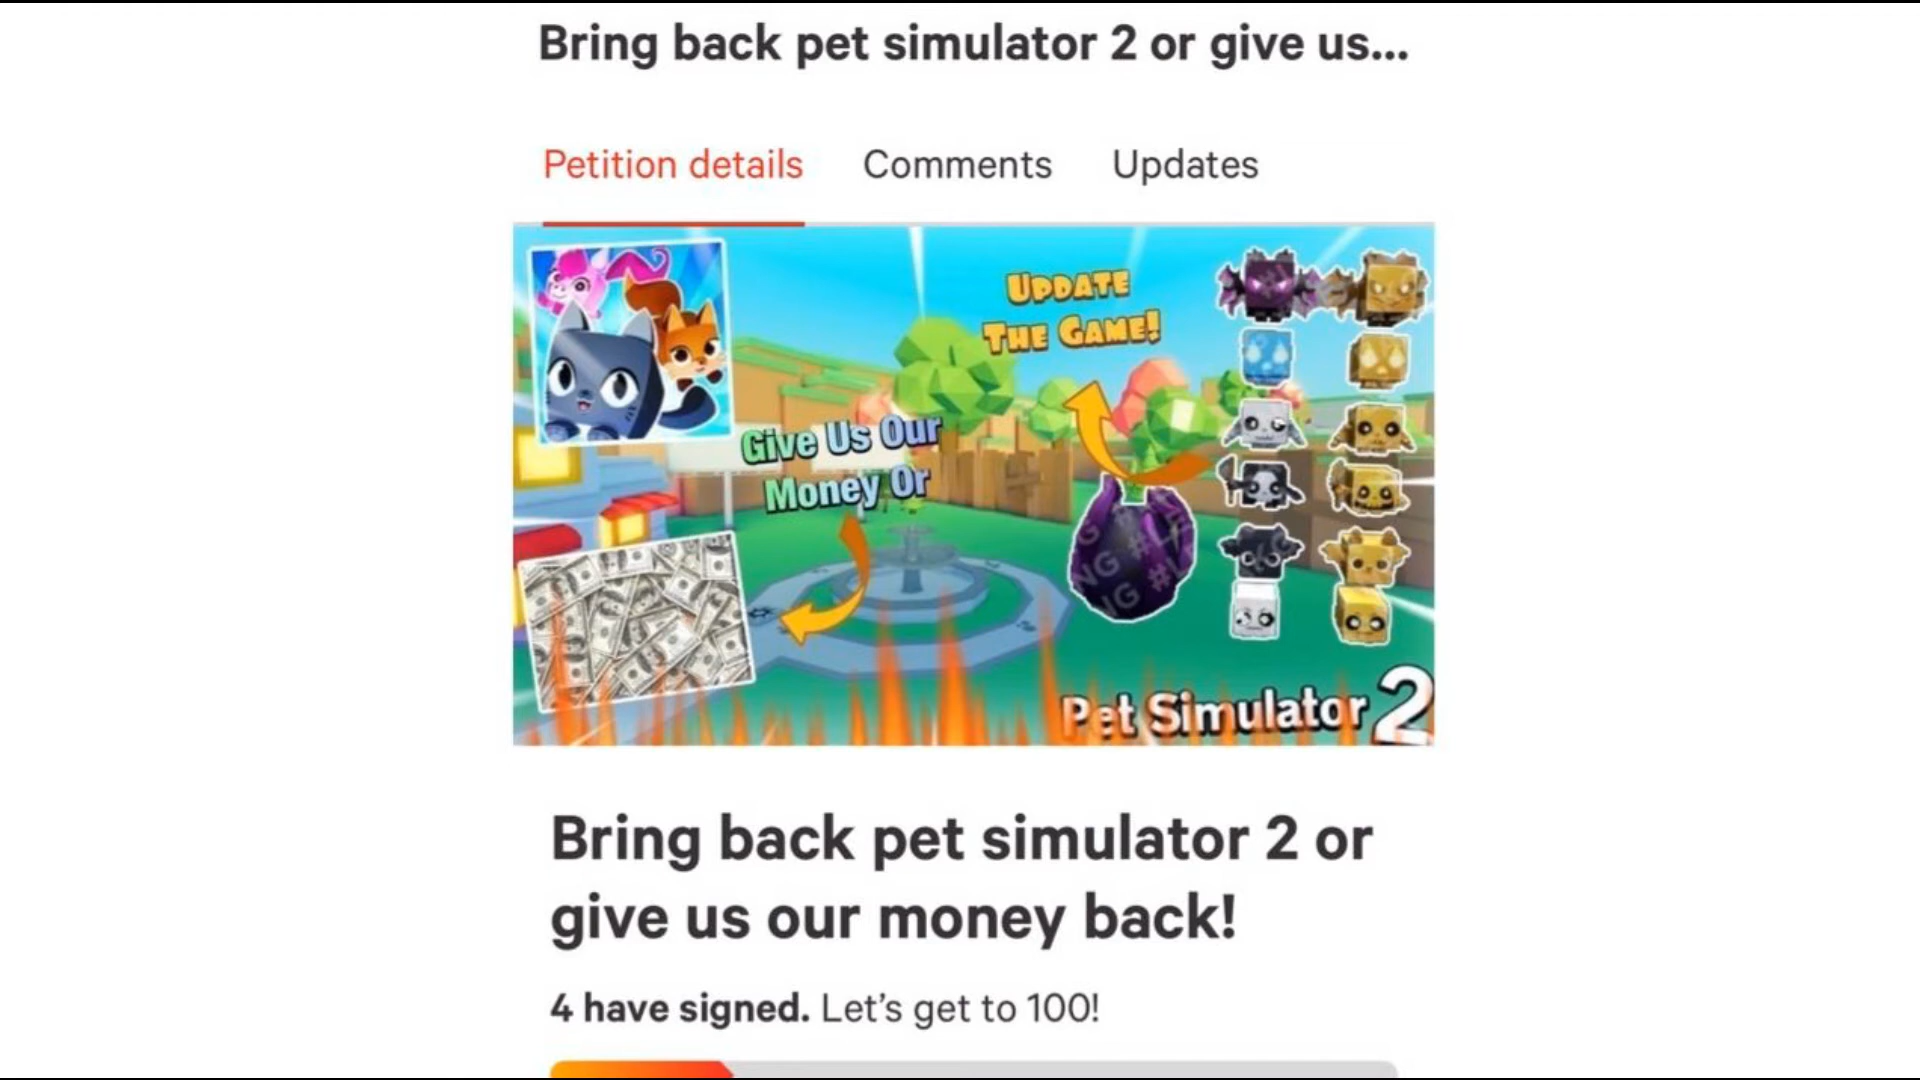 Bring back pet simulator 2 or give us...
Petition details Comments Updates
UPDATE
THE GAME!
Give Us Our
Money Or
Pet Simulator 2
Bring back pet simulator 2 or
give us our money back!
4 have signed. Let's get to 100!